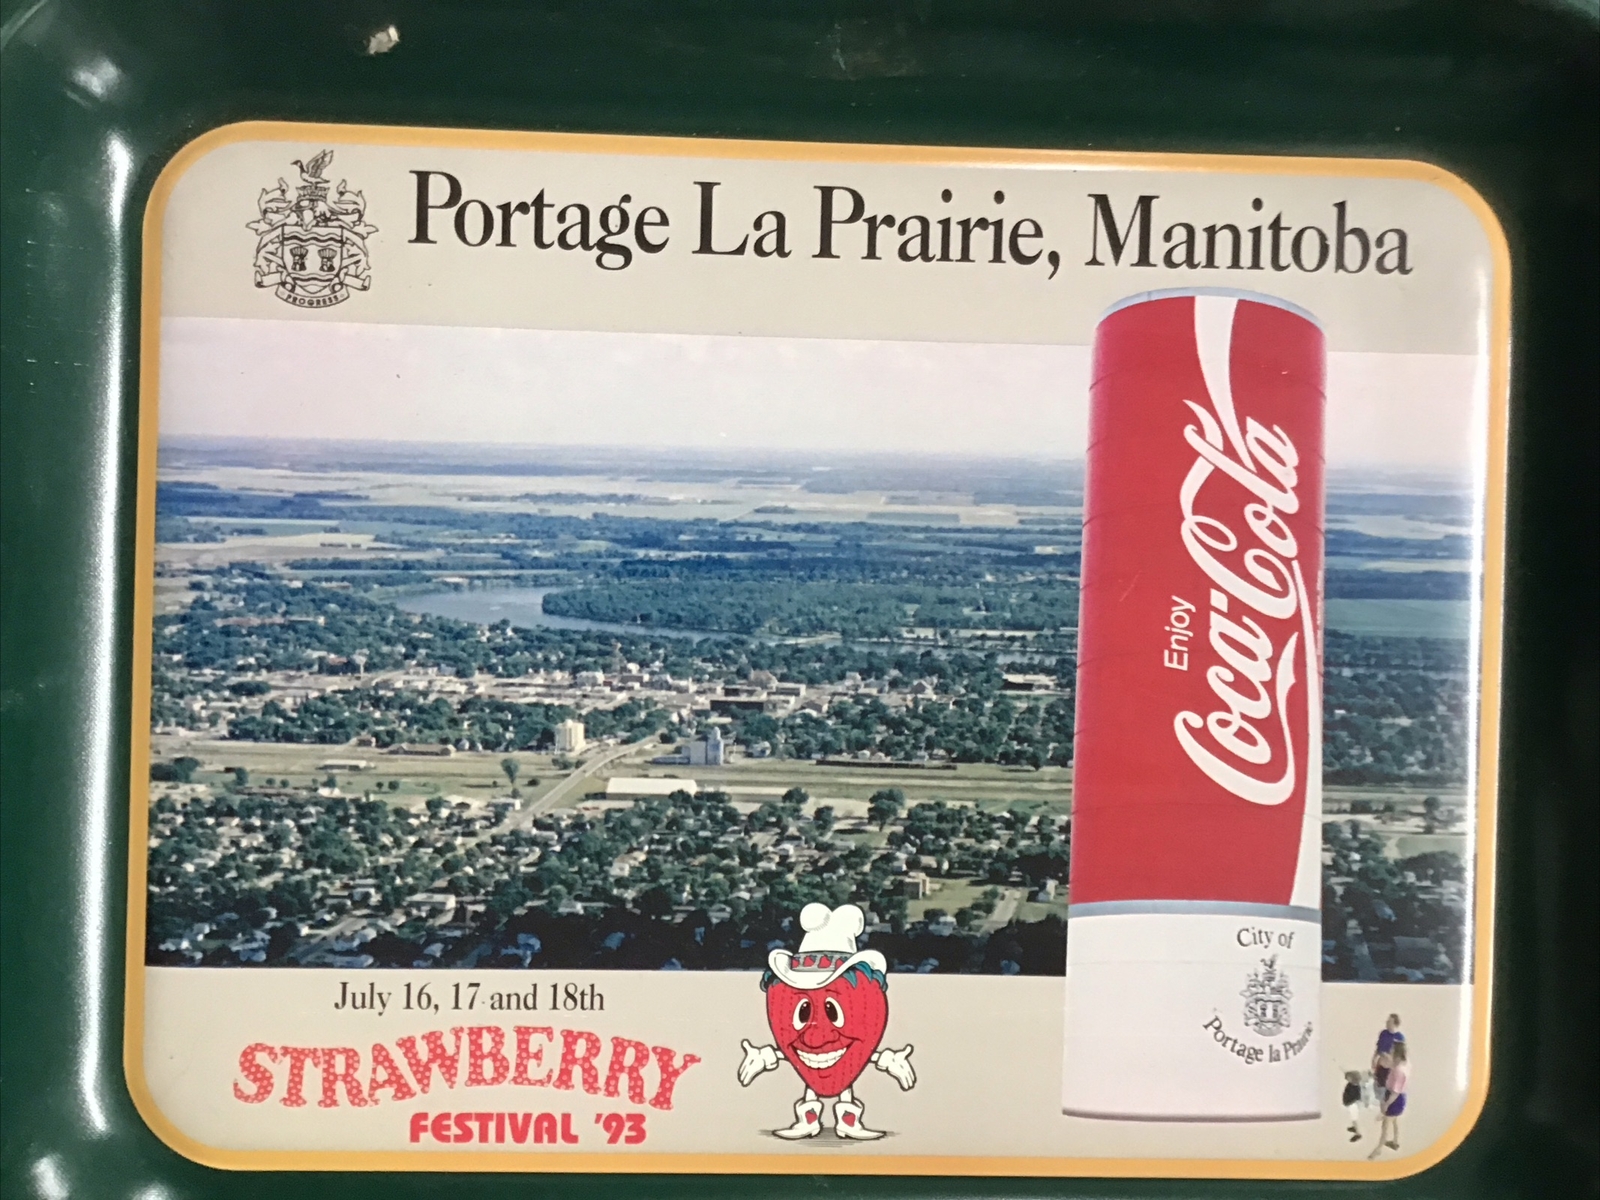 Portage La Prairie, Manitoba
PROGRESS
Enjoy
Coca-Cola
City of
Portage la Prairie
July 16, 17 and 18th
STRAWBERRY
FESTIVAL '93